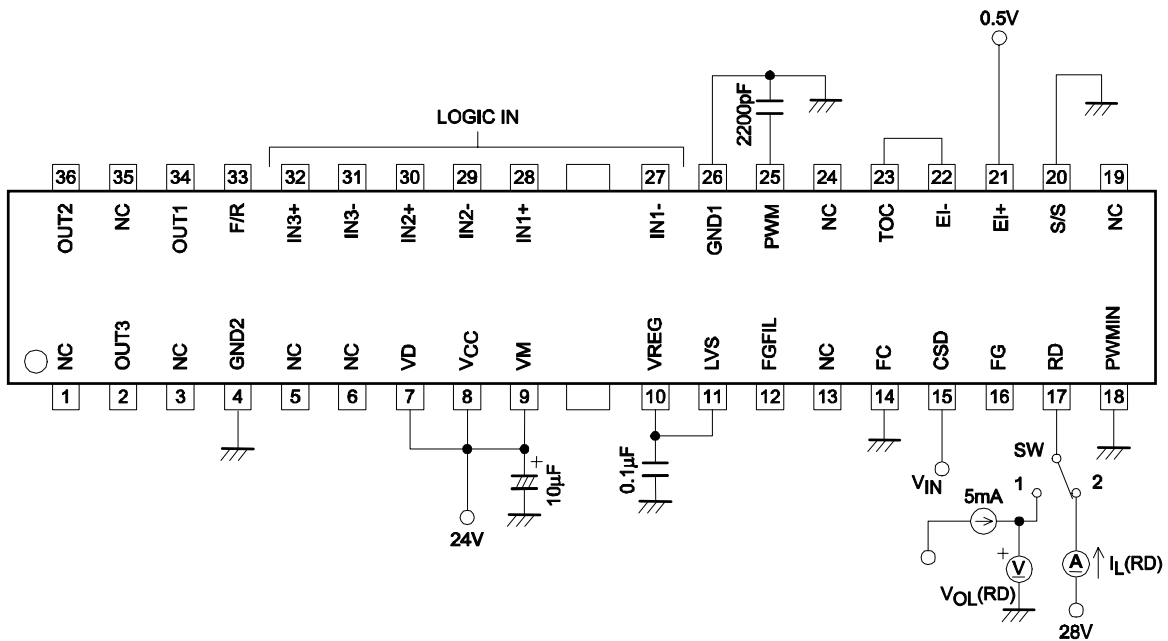 0.5V
2200pF
LOGIC IN
36 35 34 33 32 31 30 29 28 27 26 25 24 23 22 21 20 19
OUT2 NC OUT1 F/R IN3+ IN3- IN2+ IN2- IN1+ IN1- GND1 PWM NC TOC EI- EI+ S/S NC
NC OUT3 NC GND2 NC NC VD VCC VM VREG LVS FGFIL NC FC CSD FG RD PWMIN
1 2 3 4 5 6 7 8 9 10 11 12 13 14 15 16 17 18
+
10μF
24V
0.1μF
VIN
SW
1 2
5mA
+
V
VOL(RD)
A
IL(RD)
28V